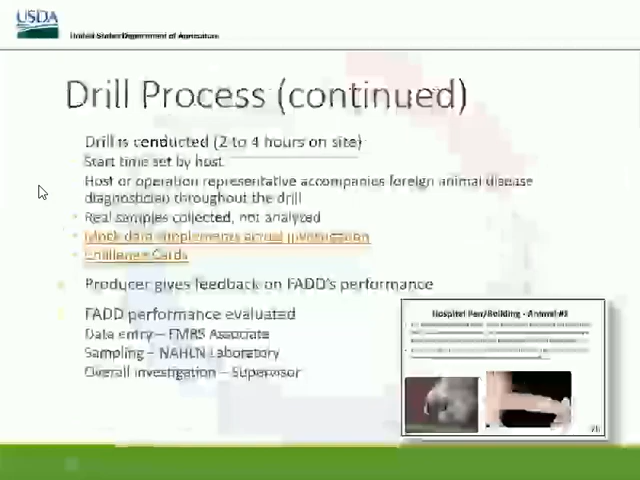 USDA
United States Department of Agriculture
Drill Process (continued)
Drill is conducted (2 to 4 hours on site)
Start time set by host
Host or operation representative accompanies foreign animal disease
diagnostician throughout the drill
Real samples collected, not analyzed
Mock data supplements actual investigation
Challenge Cards
Producer gives feedback on FADD's performance
FADD performance evaluated
Data entry – EMRS Associate
Sampling – NAHLN Laboratory
Overall investigation – Supervisor
Hospital Pen/Building - Animal #3